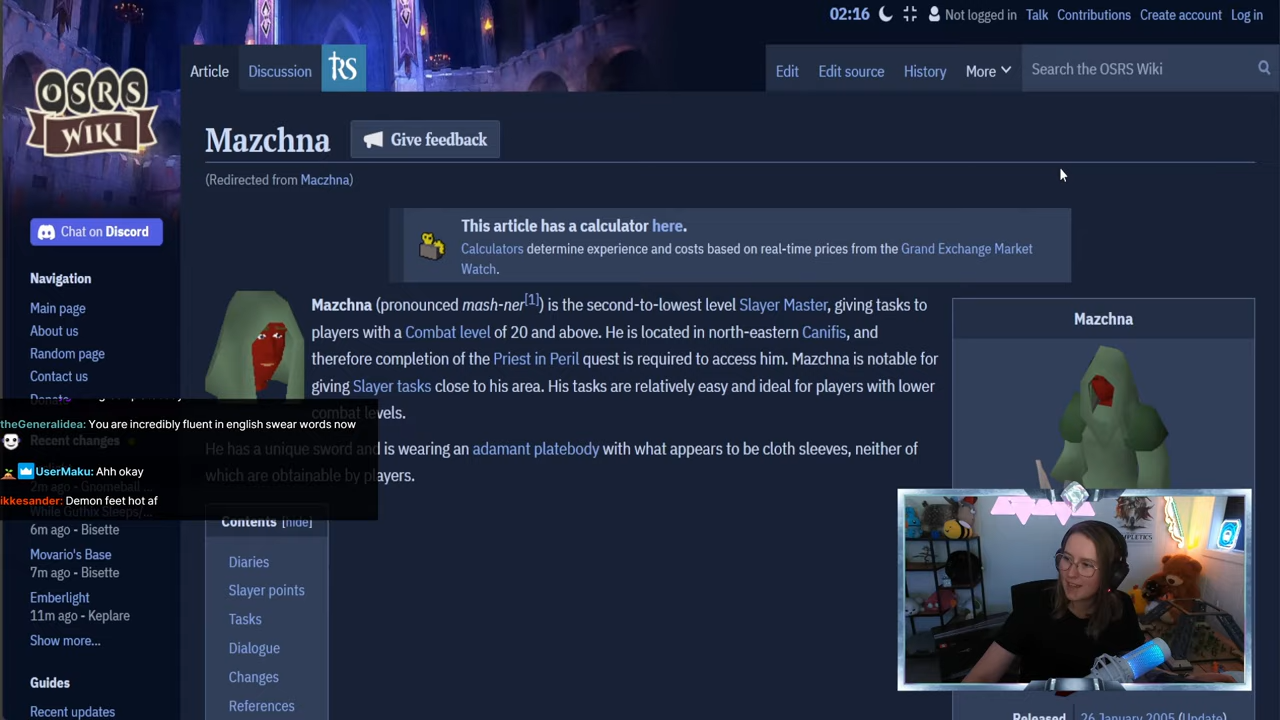 02:16 Not logged in Talk Contributions Create account Log in
Article Discussion RS Edit Edit source History More Search the OSRS Wiki
OSRS
WIKI
Mazchna Give feedback
(Redirected from Maczhna)
This article has a calculator here.
Calculators determine experience and costs based on real-time prices from the Grand Exchange Market
Watch.
Chat on Discord
Navigation
Main page
About us
Random page
Contact us
Donate
Mazchna (pronounced mash-ner[1]) is the second-to-lowest level Slayer Master, giving tasks to
players with a Combat level of 20 and above. He is located in north-eastern Canifis, and
therefore completion of the Priest in Peril quest is required to access him. Mazchna is notable for
giving Slayer tasks close to his area. His tasks are relatively easy and ideal for players with lower
combat levels.
He has a unique sword and is wearing an adamant platebody with what appears to be cloth sleeves, neither of
which are obtainable by players.
Mazchna
theGeneralidea: You are incredibly fluent in english swear words now
Recent changes
UserMaku: Ahh okay
2m ago - Gnomeball ...
ikkesander: Demon feet hot af
While Guthix Sleeps/...
6m ago - Bisette
Movario's Base
7m ago - Bisette
Emberlight
11m ago - Keplare
Show more...
Guides
Recent updates
Contents [hide]
Diaries
Slayer points
Tasks
Dialogue
Changes
References
Released 26 January 2005 (Update)